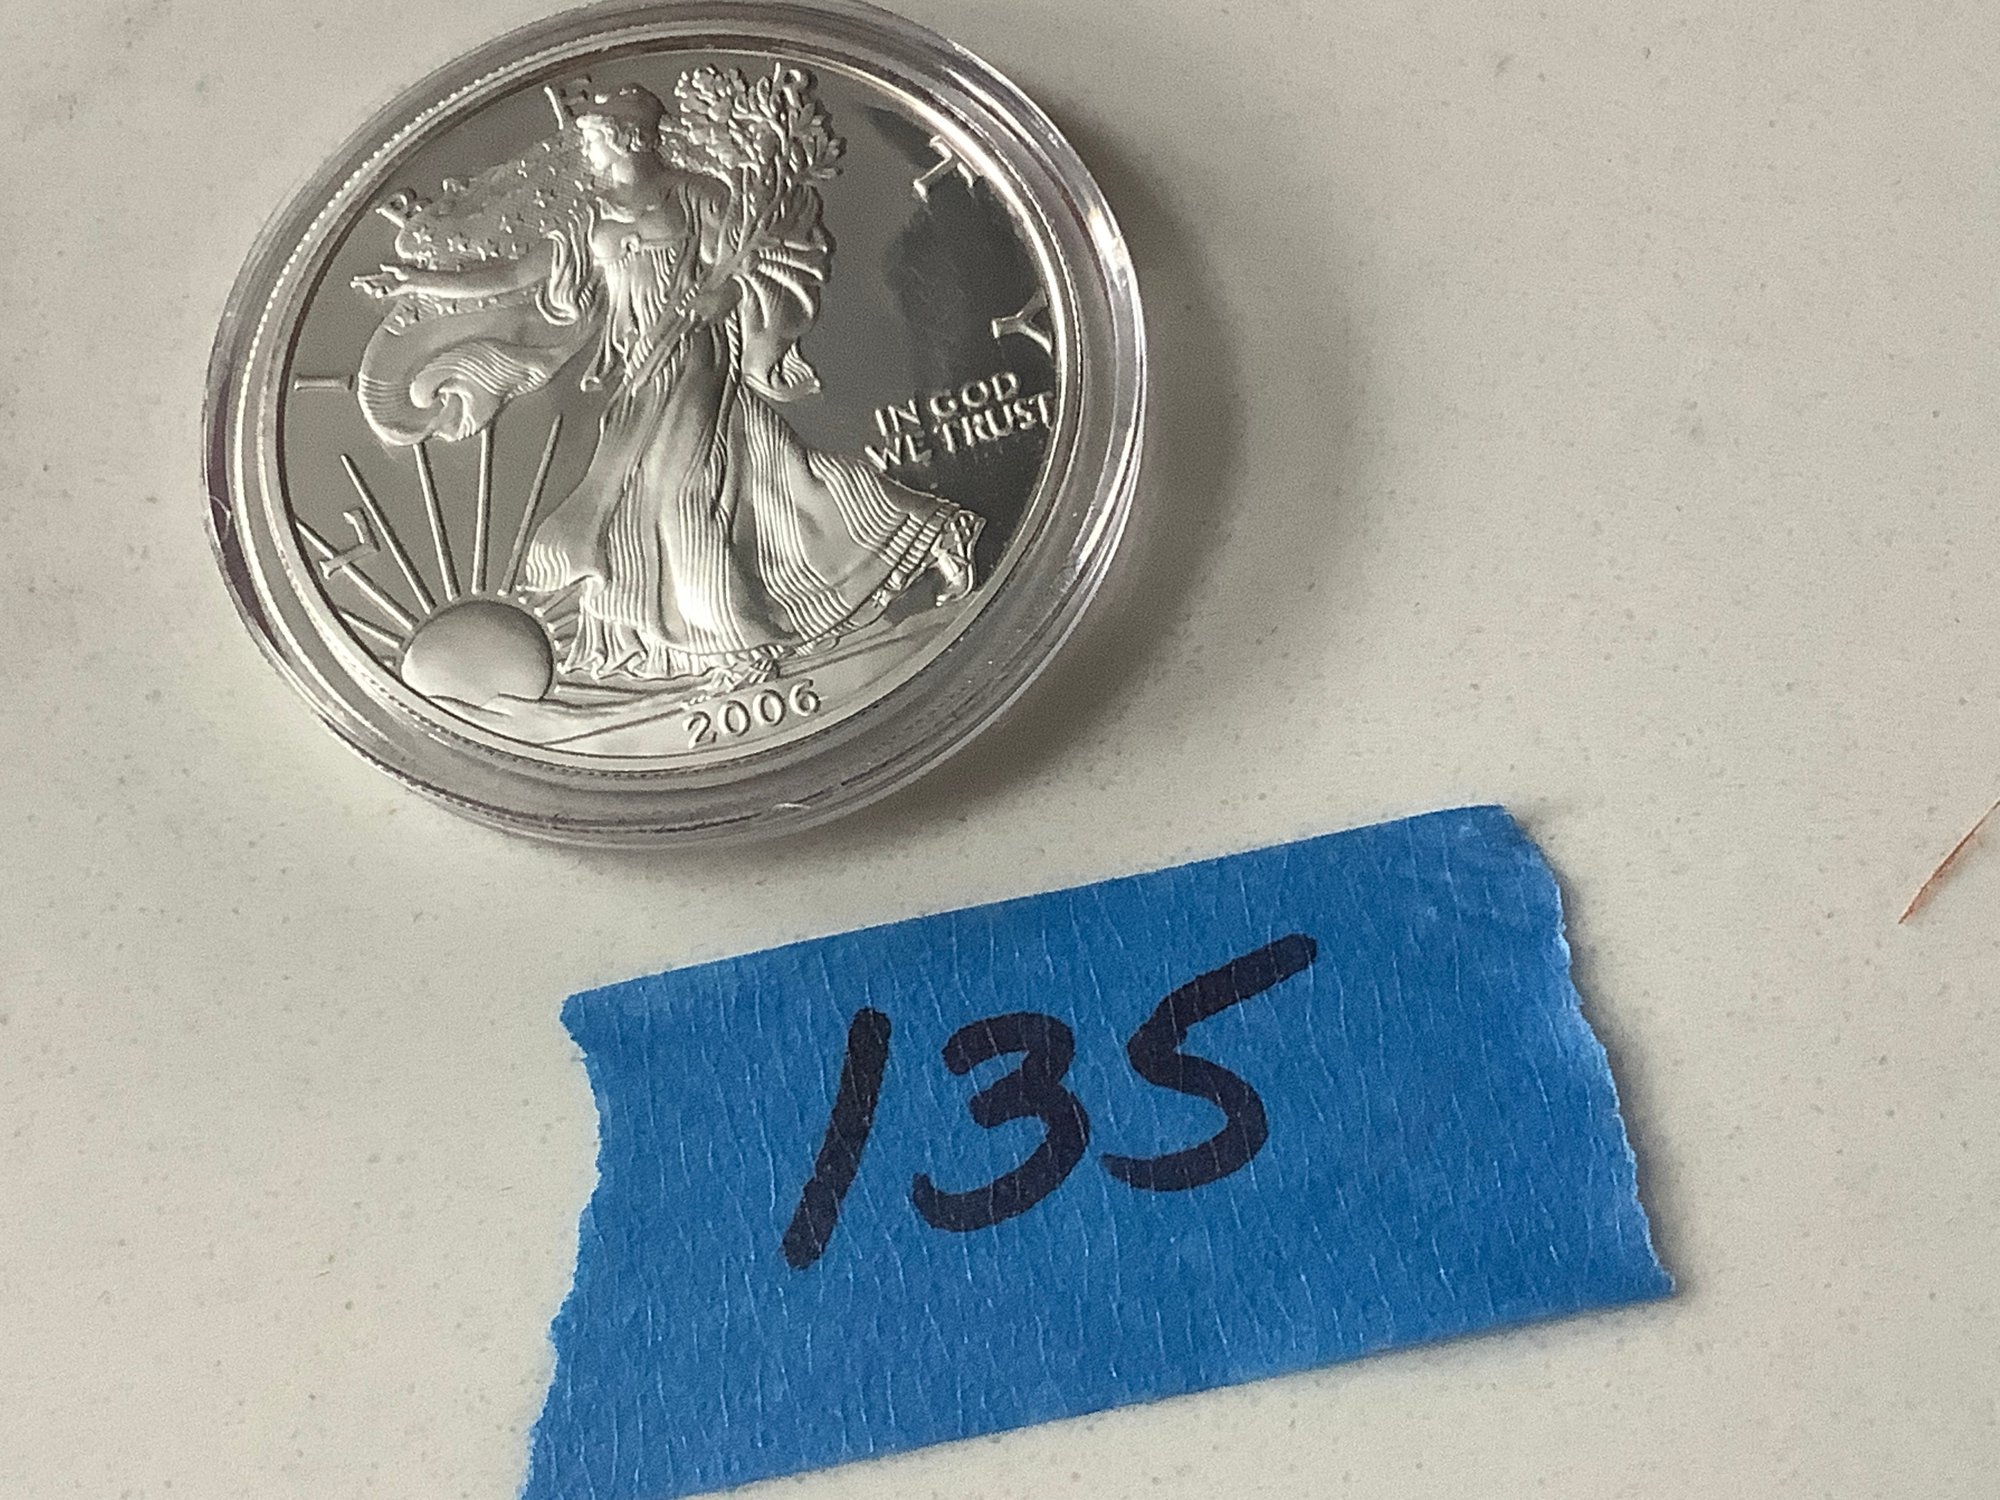 LIBERTY
IN GOD
WE TRUST
2006
135